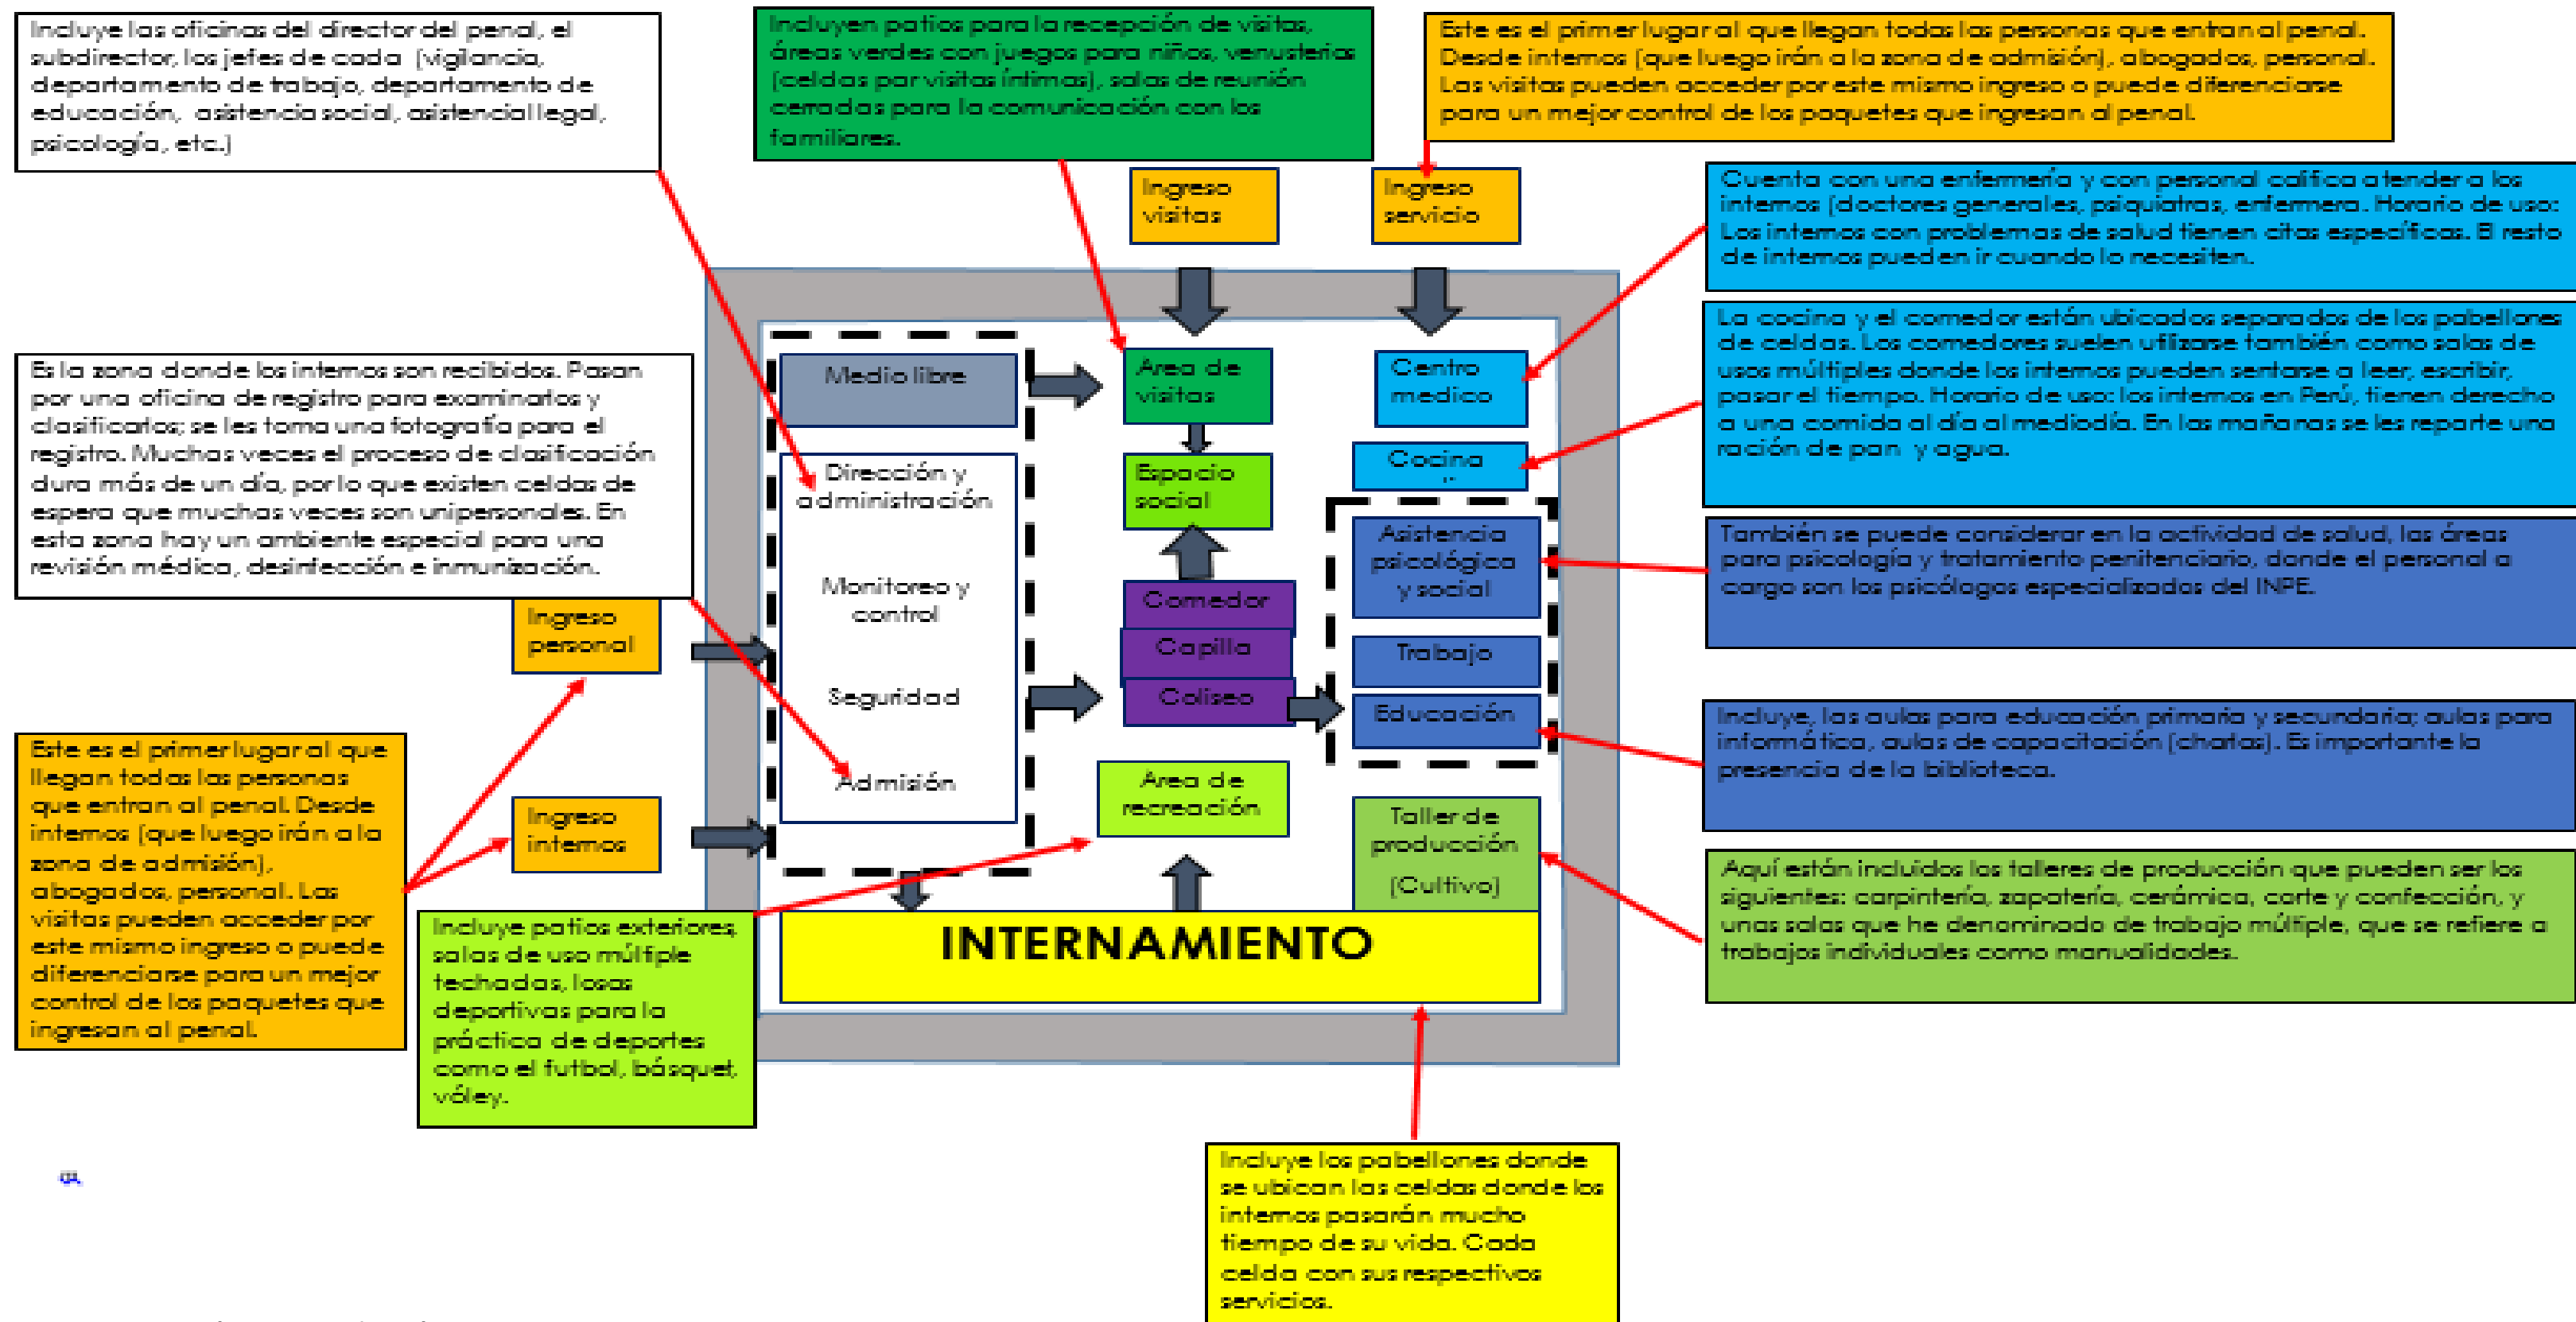 Incluye las oficinas del director del penal, el
subdirector, los jefes de cada (vigilancia,
departamento de trabajo, departamento de
educación, asistencia social, asistencial legal,
psicología, etc.)
Incluyen patios para la recepción de visitas,
áreas verdes con juegos para niños, venusterias
(celdas par visitas íntimas), salas de reunión
cerradas para la comunicación con los
familiares.
Este es el primer lugar al que llegan todas las personas que entran al penal.
Desde internos (que luego irán a la zona de admisión), abogados, personal.
Las visitas pueden acceder por este mismo ingreso o puede diferenciarse
para un mejor control de los paquetes que ingresan al penal.
Ingreso
visitas
Ingreso
servicio
Cuenta con una enfermería y con personal califica atender a los
internos (doctores generales, psiquiatras, enfermera. Horario de uso:
Los internos con problemas de salud tienen citas específicas. El resto
de internos pueden ir cuando lo necesiten.
La cocina y el comedor están ubicados separados de los pabellones
de celdas. Los comedores suelen utilizarse también como salas de
usos múltiples donde los internos pueden sentarse a leer, escribir,
pasar el tiempo. Horario de uso: los internos en Perú, tienen derecho
a una comida al día al mediodía. En las mañanas se les reparte una
ración de pan y agua.
Es la zona donde los internos son recibidos. Pasan
por una oficina de registro para examinarlos y
clasificarlos; se les toma una fotografía para el
registro. Muchas veces el proceso de clasificación
dura más de un día, por lo que existen celdas de
espera que muchas veces son unipersonales. En
esta zona hay un ambiente especial para una
revisión médica, desinfección e inmunización.
Medio libre
Area de
visitas
Centro
medico
Dirección y
administración
Espacio
social
Cocina
Monitoreo y
control
Asistencia
psicológica
y social
También se puede considerar en la actividad de salud, las áreas
para psicología y tratamiento penitenciario, donde el personal a
cargo son los psicólogos especializados del INPE.
Ingreso
personal
Comedor
Capilla
Coliseo
Trabajo
Educación
Seguridad
Incluye, las aulas para educación primaria y secundaria; aulas para
informática, aulas de capacitación (charlas). Es importante la
presencia de la biblioteca.
Este es el primer lugar al que
llegan todas las personas
que entran al penal. Desde
internos (que luego irán a la
zona de admisión),
abogados, personal. Las
visitas pueden acceder por
este mismo ingreso o puede
diferenciarse para un mejor
control de los paquetes que
ingresan al penal.
Ingreso
internos
Admisión
Area de
recreación
Taller de
producción
(Cultivo)
Aquí están incluidos los talleres de producción que pueden ser los
siguientes: carpintería, zapatería, cerámica, corte y confección, y
unas salas que he denominado de trabajo múltiple, que se refiere a
trabajos individuales como manualidades.
Incluye patios exteriores,
salas de uso múltiple
techadas, losas
deportivas para la
práctica de deportes
como el futbol, básquet,
vóley.
INTERNAMIENTO
Incluye los pabellones donde
se ubican las celdas donde los
internos pasarán mucho
tiempo de su vida. Cada
celda con sus respectivos
servicios.